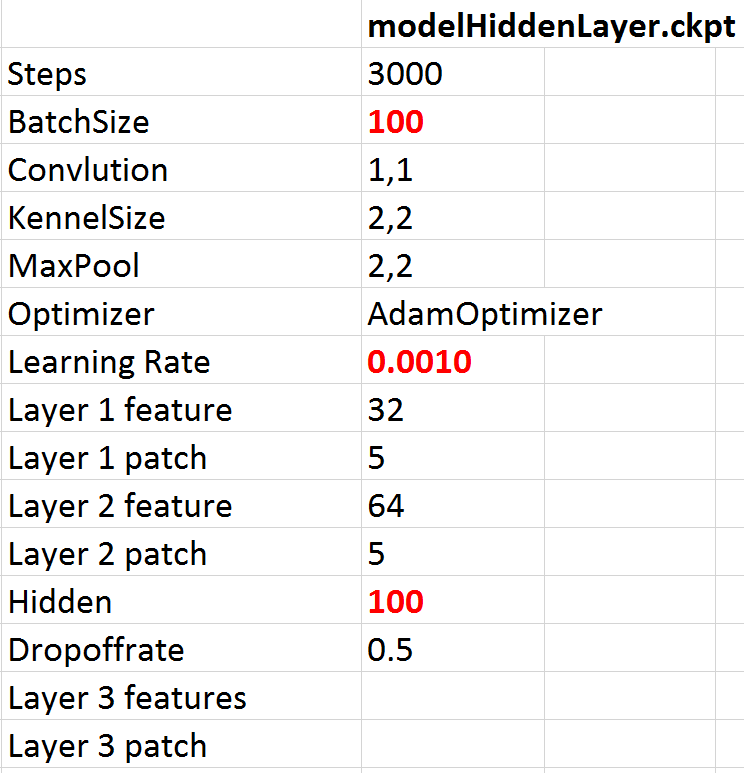 modelHiddenLayer.ckpt
Steps 3000
BatchSize 100
Convlution 1,1
KennelSize 2,2
MaxPool 2,2
Optimizer AdamOptimizer
Learning Rate 0.0010
Layer 1 feature 32
Layer 1 patch 5
Layer 2 feature 64
Layer 2 patch 5
Hidden 100
Dropoffrate 0.5
Layer 3 features
Layer 3 patch